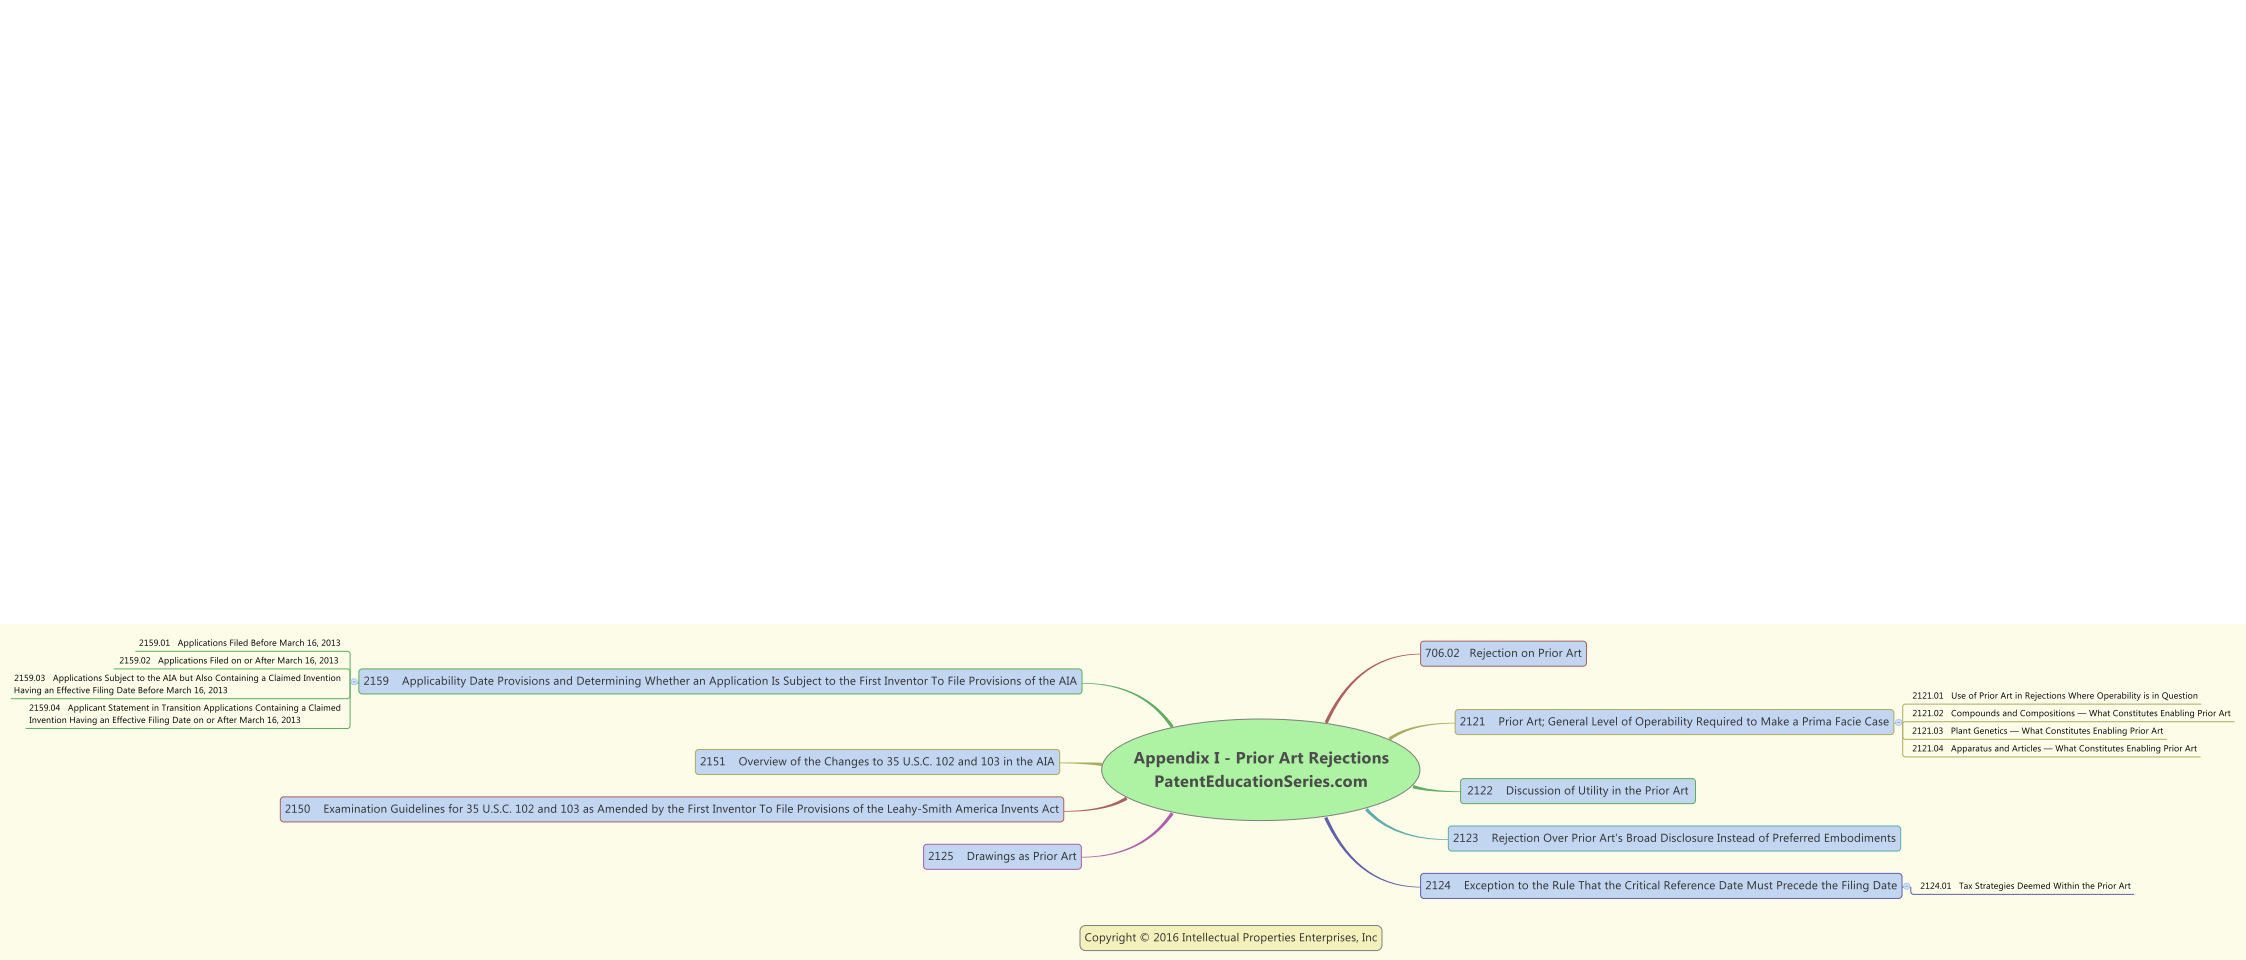 Appendix I - Prior Art Rejections
PatentEducationSeries.com
706.02 Rejection on Prior Art
2121 Prior Art; General Level of Operability Required to Make a Prima Facie Case
2121.01 Use of Prior Art in Rejections Where Operability is in Question
2121.02 Compounds and Compositions — What Constitutes Enabling Prior Art
2121.03 Plant Genetics — What Constitutes Enabling Prior Art
2121.04 Apparatus and Articles — What Constitutes Enabling Prior Art
2122 Discussion of Utility in the Prior Art
2123 Rejection Over Prior Art's Broad Disclosure Instead of Preferred Embodiments
2124 Exception to the Rule That the Critical Reference Date Must Precede the Filing Date
2124.01 Tax Strategies Deemed Within the Prior Art
2159 Applicability Date Provisions and Determining Whether an Application Is Subject to the First Inventor To File Provisions of the AIA
2159.01 Applications Filed Before March 16, 2013
2159.02 Applications Filed on or After March 16, 2013
2159.03 Applications Subject to the AIA but Also Containing a Claimed Invention
Having an Effective Filing Date Before March 16, 2013
2159.04 Applicant Statement in Transition Applications Containing a Claimed
Invention Having an Effective Filing Date on or After March 16, 2013
2151 Overview of the Changes to 35 U.S.C. 102 and 103 in the AIA
2150 Examination Guidelines for 35 U.S.C. 102 and 103 as Amended by the First Inventor To File Provisions of the Leahy-Smith America Invents Act
2125 Drawings as Prior Art
Copyright © 2016 Intellectual Properties Enterprises, Inc